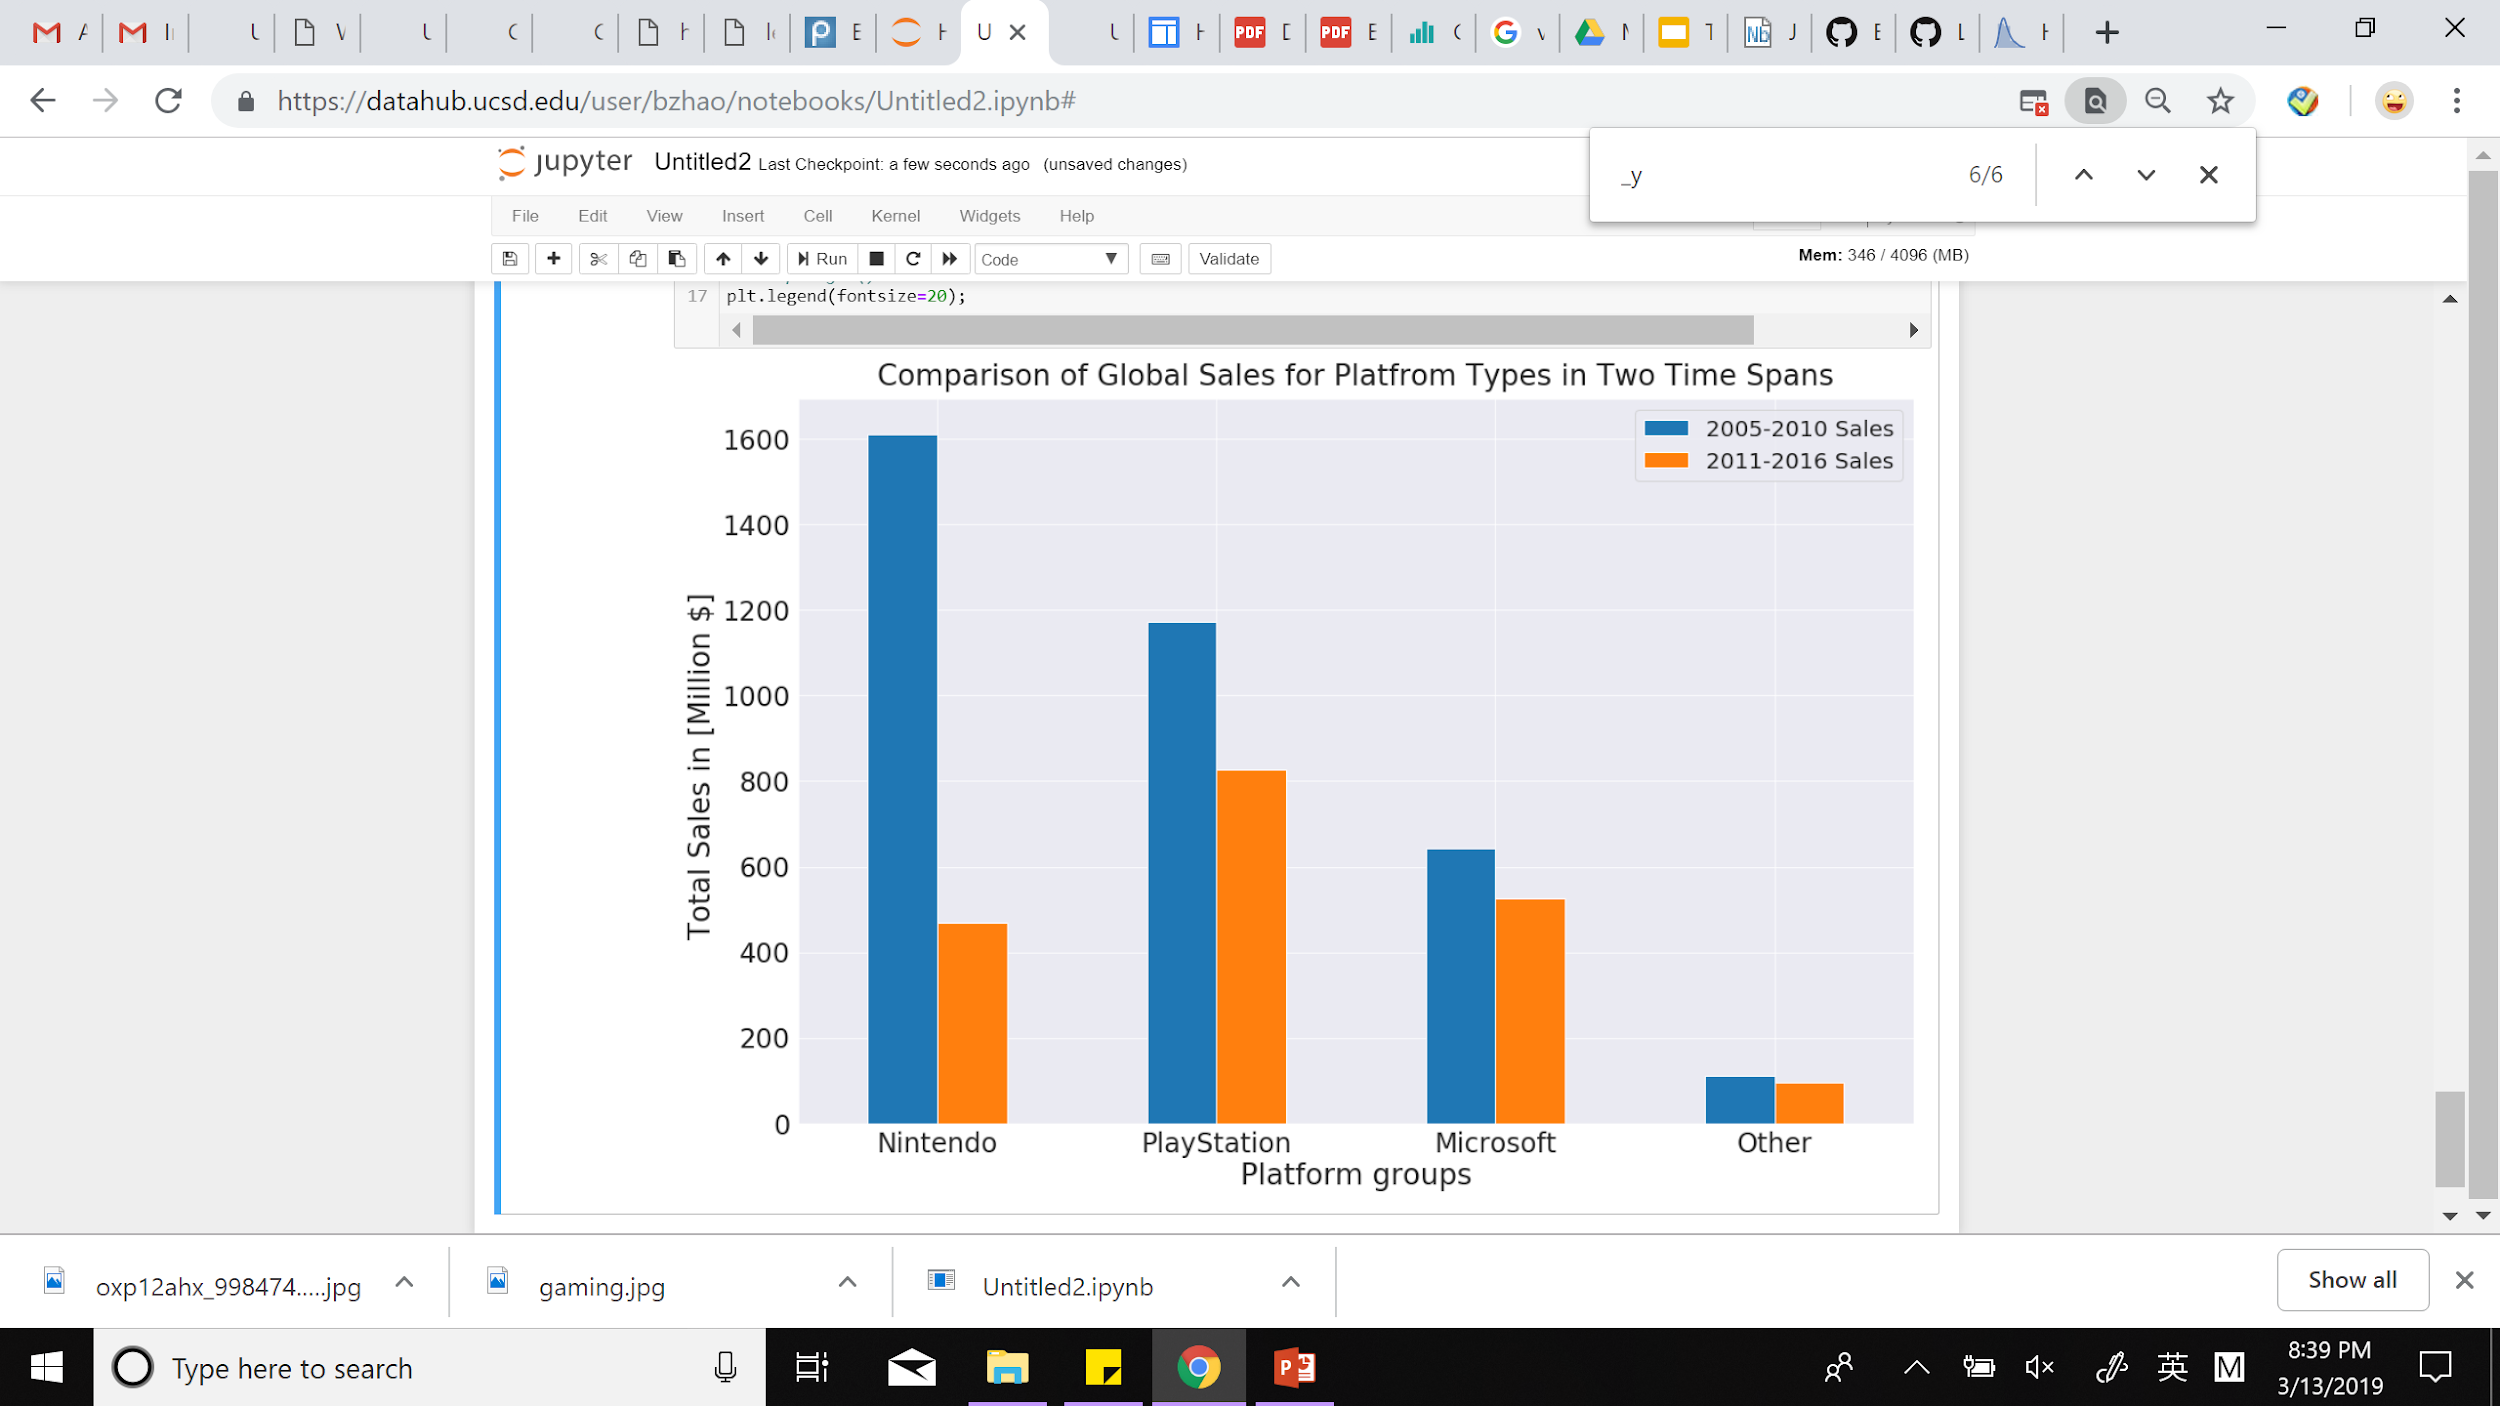 https://datahub.ucsd.edu/user/bzhao/notebooks/Untitled2.ipynb#
_y 6/6
jupyter Untitled2 Last Checkpoint: a few seconds ago (unsaved changes)
File Edit View Insert Cell Kernel Widgets Help
Run Code Validate Mem: 346 / 4096 (MB)
17 plt.legend(fontsize=20);
Comparison of Global Sales for Platfrom Types in Two Time Spans
2005-2010 Sales
2011-2016 Sales
Total Sales in [Million $]
1600
1400
1200
1000
800
600
400
200
0
Nintendo PlayStation Microsoft Other
Platform groups
oxp12ahx_998474.....jpg gaming.jpg Untitled2.ipynb Show all
Type here to search
英 M
8:39 PM
3/13/2019